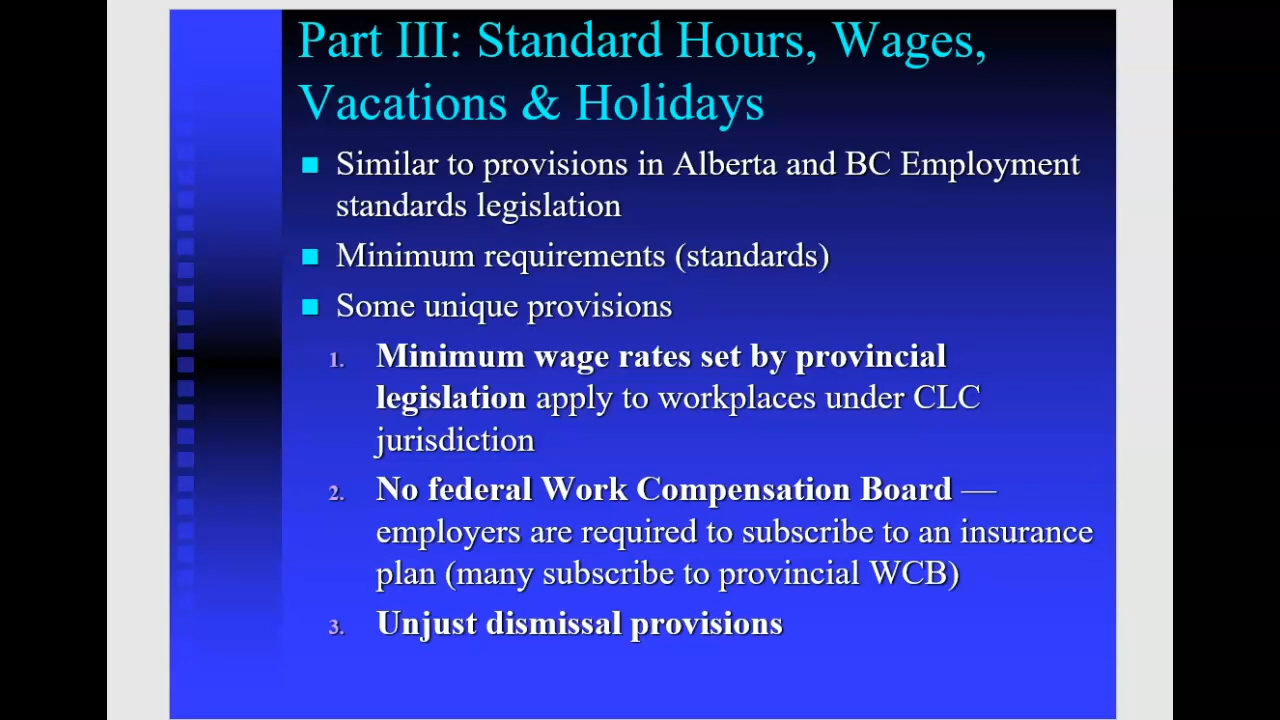 Part III: Standard Hours, Wages,
Vacations & Holidays
Similar to provisions in Alberta and BC Employment
standards legislation
Minimum requirements (standards)
Some unique provisions
1. Minimum wage rates set by provincial
legislation apply to workplaces under CLC
jurisdiction
2. No federal Work Compensation Board —
employers are required to subscribe to an insurance
plan (many subscribe to provincial WCB)
3. Unjust dismissal provisions